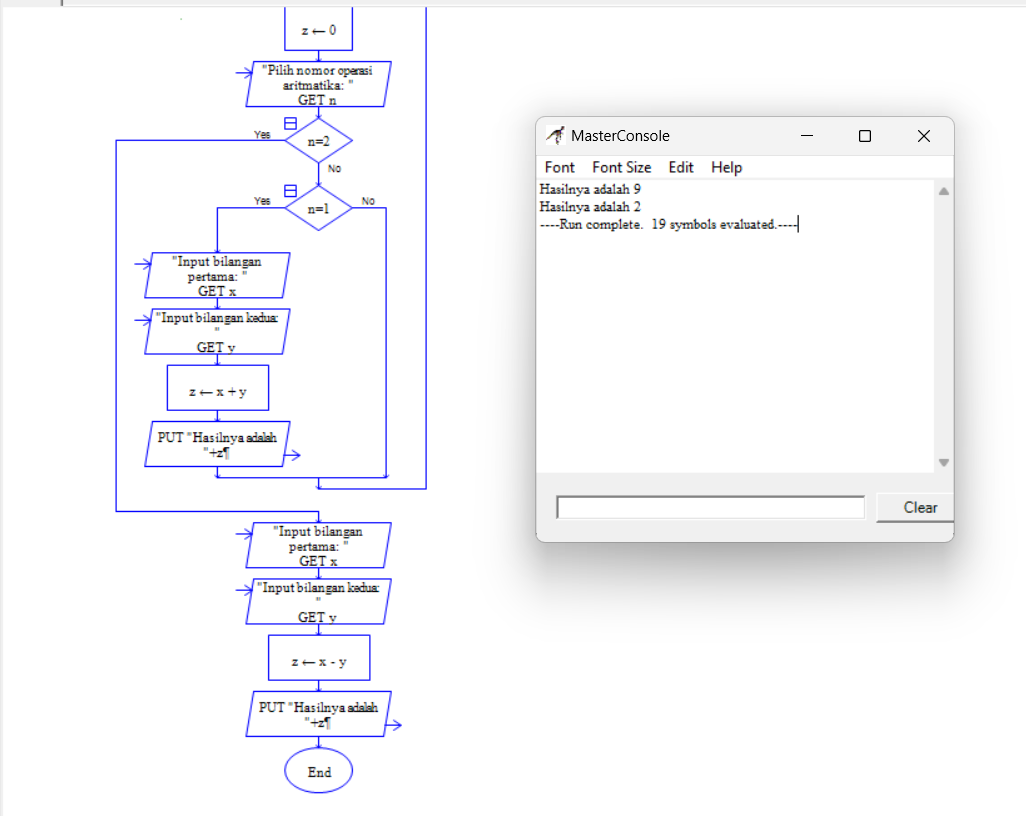 z ← 0
"Pilih nomor operasi
aritmatika: "
GET n
Yes
n=2
No
Yes
n=1
No
"Input bilangan
pertama: "
GET x
"Input bilangan kedua:
"
GET y
z ← x + y
PUT "Hasilnya adalah
"+z¶
"Input bilangan
pertama: "
GET x
"Input bilangan kedua:
"
GET y
z ← x - y
PUT "Hasilnya adalah
"+z¶
End
MasterConsole
Font Font Size Edit Help
Hasilnya adalah 9
Hasilnya adalah 2
----Run complete. 19 symbols evaluated.----
Clear